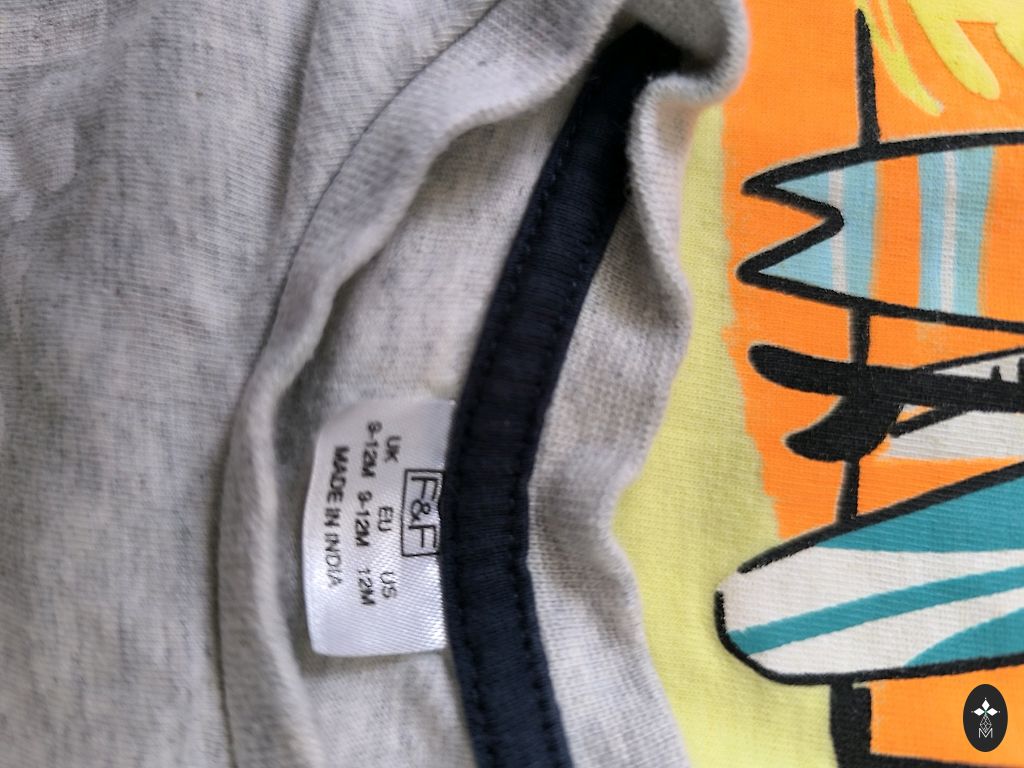 F&F
UK EU US
9-12M 9-12M 12M
MADE IN INDIA
M